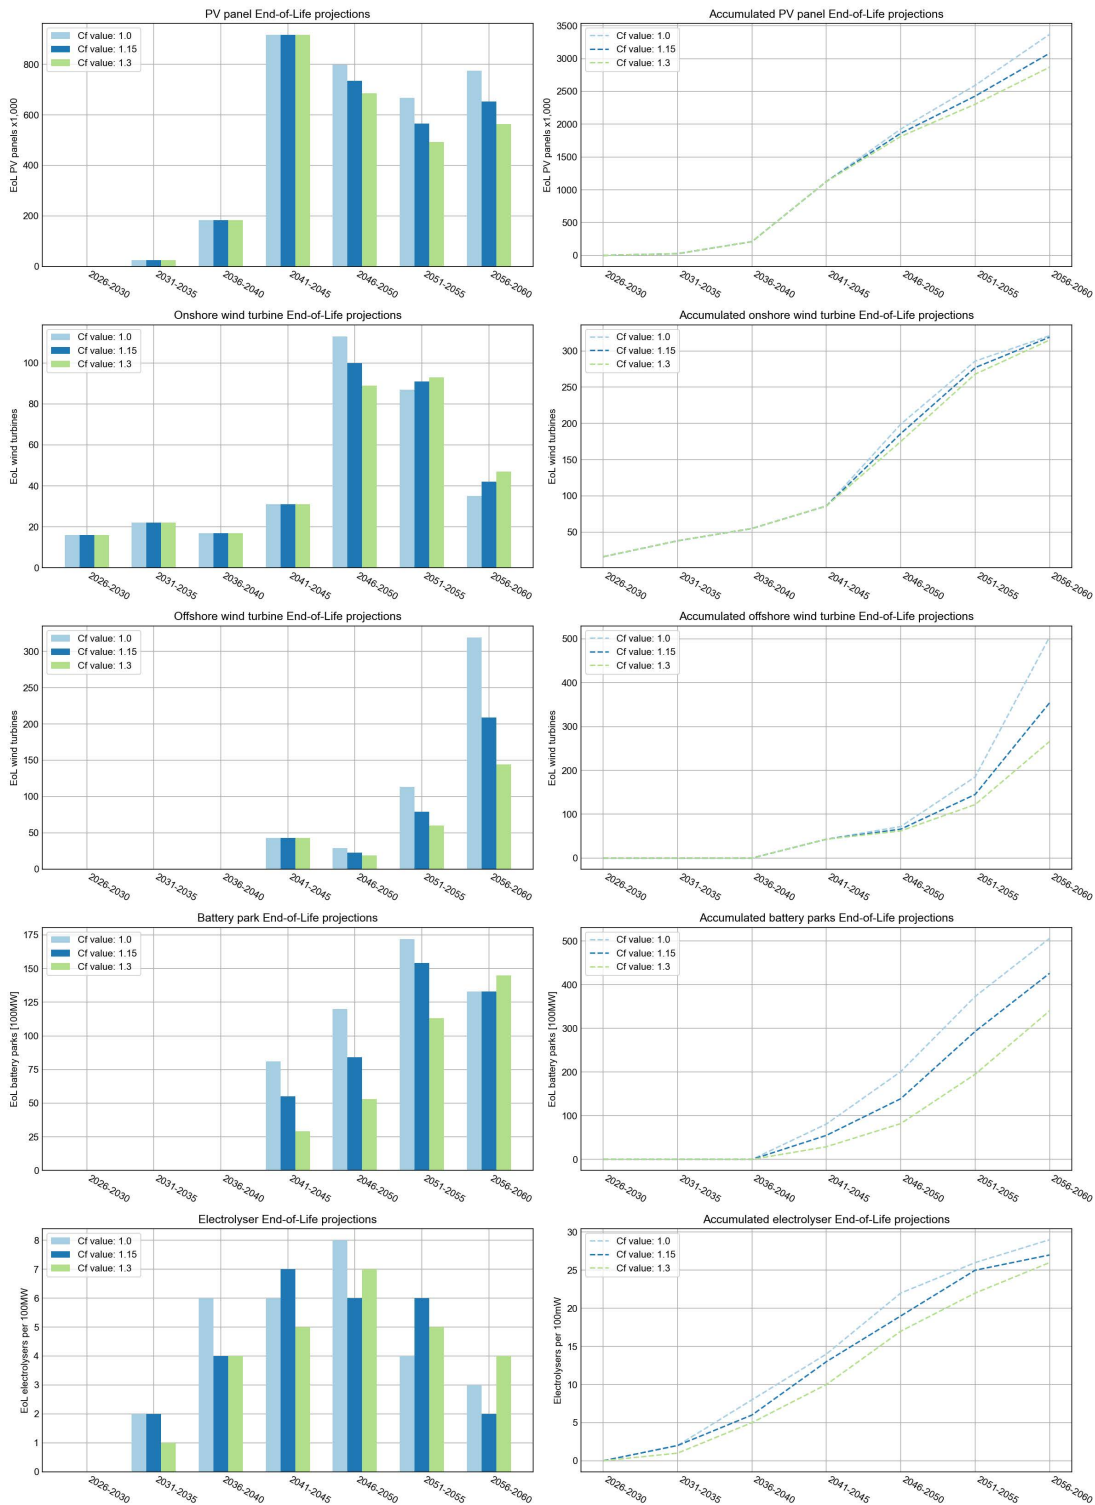 PV panel End-of-Life projections
Cf value: 1.0
Cf value: 1.15
Cf value: 1.3
EoL PV panels x1,000
800
600
400
200
0
2026-2030
2031-2035
2036-2040
2041-2045
2046-2050
2051-2055
2056-2060
Accumulated PV panel End-of-Life projections
Cf value: 1.0
Cf value: 1.15
Cf value: 1.3
EoL PV panels x1,000
3500
3000
2500
2000
1500
1000
500
0
2026-2030
2031-2035
2036-2040
2041-2045
2046-2050
2051-2055
2056-2060
Onshore wind turbine End-of-Life projections
Cf value: 1.0
Cf value: 1.15
Cf value: 1.3
EoL wind turbines
100
80
60
40
20
0
2026-2030
2031-2035
2036-2040
2041-2045
2046-2050
2051-2055
2056-2060
Accumulated onshore wind turbine End-of-Life projections
Cf value: 1.0
Cf value: 1.15
Cf value: 1.3
EoL wind turbines
300
250
200
150
100
50
2026-2030
2031-2035
2036-2040
2041-2045
2046-2050
2051-2055
2056-2060
Offshore wind turbine End-of-Life projections
Cf value: 1.0
Cf value: 1.15
Cf value: 1.3
EoL wind turbines
300
250
200
150
100
50
0
2026-2030
2031-2035
2036-2040
2041-2045
2046-2050
2051-2055
2056-2060
Accumulated offshore wind turbine End-of-Life projections
Cf value: 1.0
Cf value: 1.15
Cf value: 1.3
EoL wind turbines
500
400
300
200
100
0
2026-2030
2031-2035
2036-2040
2041-2045
2046-2050
2051-2055
2056-2060
Battery park End-of-Life projections
Cf value: 1.0
Cf value: 1.15
Cf value: 1.3
EoL battery parks [100MW]
175
150
125
100
75
50
25
0
2026-2030
2031-2035
2036-2040
2041-2045
2046-2050
2051-2055
2056-2060
Accumulated battery parks End-of-Life projections
Cf value: 1.0
Cf value: 1.15
Cf value: 1.3
EoL battery parks [100MW]
500
400
300
200
100
0
2026-2030
2031-2035
2036-2040
2041-2045
2046-2050
2051-2055
2056-2060
Electrolyser End-of-Life projections
Cf value: 1.0
Cf value: 1.15
Cf value: 1.3
EoL electrolysers per 100MW
8
7
6
5
4
3
2
1
0
2026-2030
2031-2035
2036-2040
2041-2045
2046-2050
2051-2055
2056-2060
Accumulated electrolyser End-of-Life projections
Cf value: 1.0
Cf value: 1.15
Cf value: 1.3
Electrolysers per 100mW
30
25
20
15
10
5
0
2026-2030
2031-2035
2036-2040
2041-2045
2046-2050
2051-2055
2056-2060